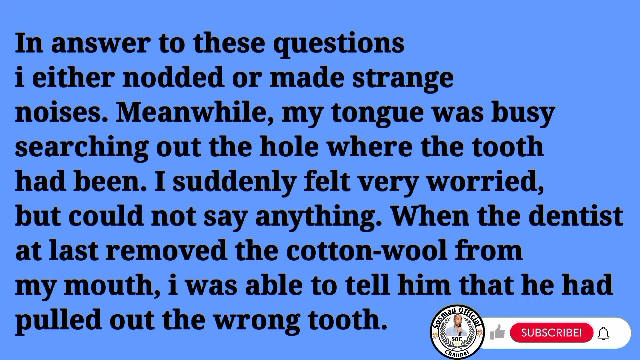 In answer to these questions
i either nodded or made strange
noises. Meanwhile, my tongue was busy
searching out the hole where the tooth
had been. I suddenly felt very worried,
but could not say anything. When the dentist
at last removed the cotton-wool from
my mouth, i was able to tell him that he had
pulled out the wrong tooth.
SUBSCRIBE!